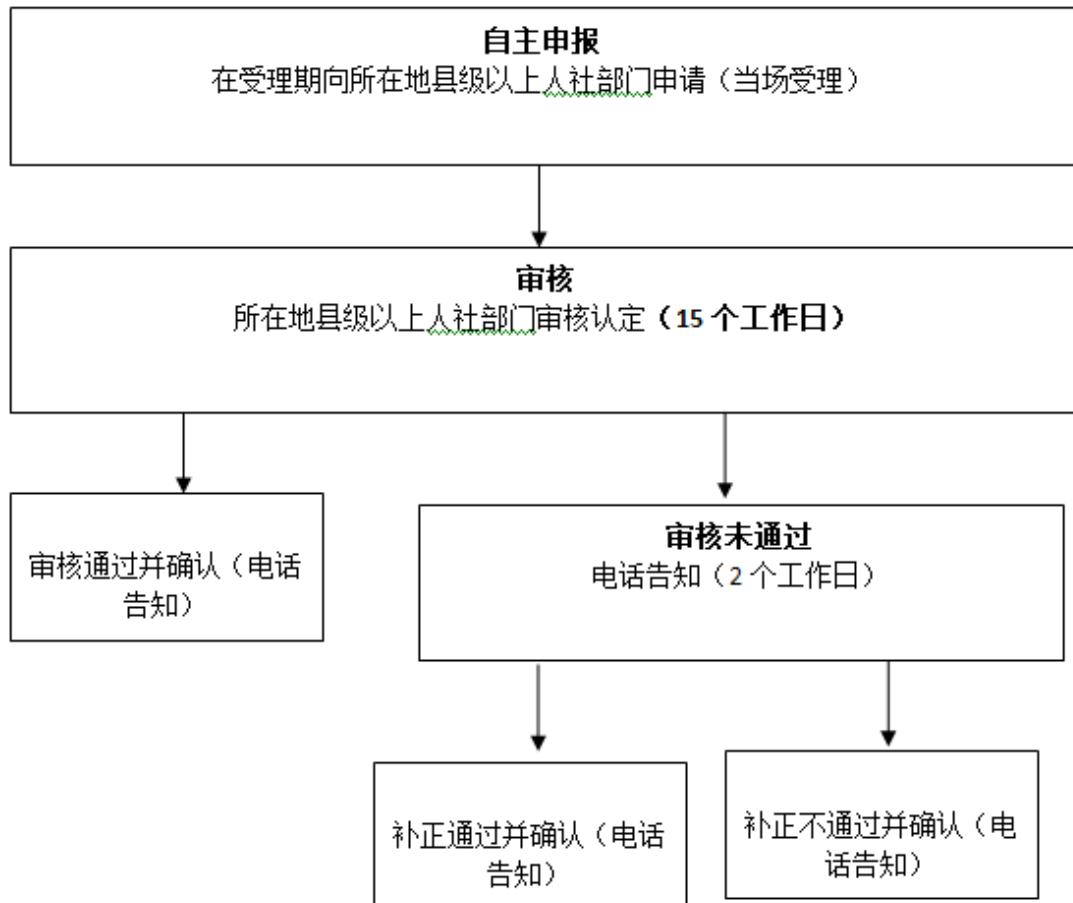 自主申报
在受理期向所在地县级以上人社部门申请（当场受理）
审核
所在地县级以上人社部门审核认定（15 个工作日）
审核通过并确认（电话
告知）
审核未通过
电话告知（2 个工作日）
补正通过并确认（电话
告知）
补正不通过并确认（电
话告知）